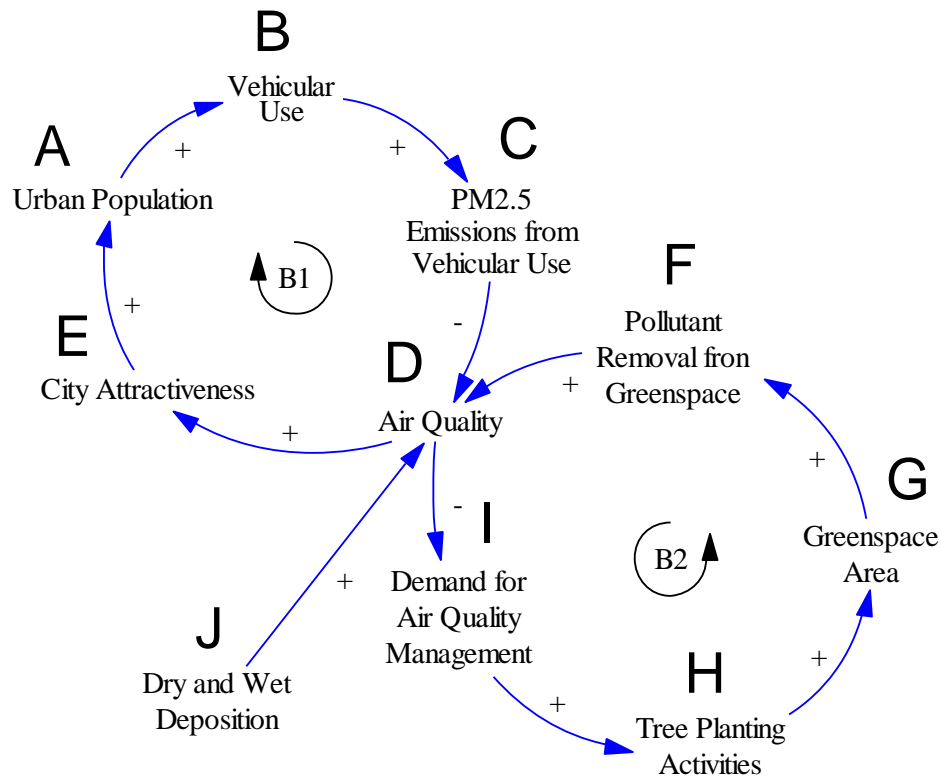 B
Vehicular
Use
A
Urban Population
+
+
C
PM2.5
Emissions from
Vehicular Use
B1
F
Pollutant
Removal fron
Greenspace
+
-
E
City Attractiveness
D
Air Quality
+
+
+
G
Greenspace
Area
-
I
Demand for
Air Quality
Management
B2
+
J
Dry and Wet
Deposition
+
H
Tree Planting
Activities
+